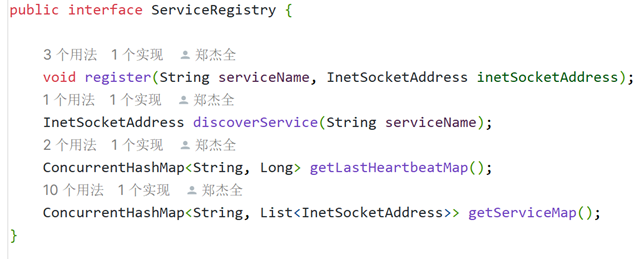 public interface ServiceRegistry {
3 个用法 1 个实现 郑杰全
void register(String serviceName, InetSocketAddress inetSocketAddress);
1 个用法 1 个实现 郑杰全
InetSocketAddress discoverService(String serviceName);
2 个用法 1 个实现 郑杰全
ConcurrentHashMap<String, Long> getLastHeartbeatMap();
10 个用法 1 个实现 郑杰全
ConcurrentHashMap<String, List<InetSocketAddress>> getServiceMap();
}